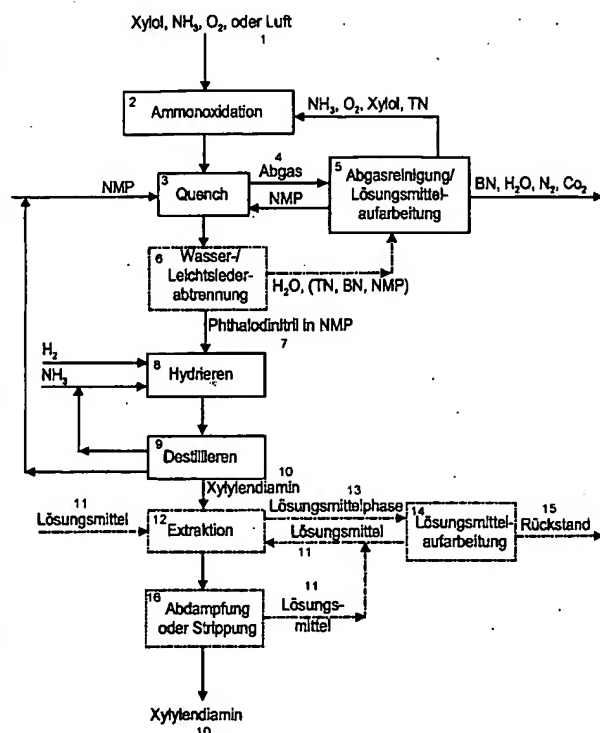 Xylol, NH₃, O₂, oder Luft
1
2
Ammonoxidation
NH₃, O₂, Xylol, TN
NMP
3
Quench
4
Abgas
NMP
5
Abgasreinigung/
Lösungsmittel-
aufarbeitung
BN, H₂O, N₂, Co₂
6
Wasser-/
Leichtsieder-
abtrennung
H₂O, (TN, BN, NMP)
Phthalodinitril in NMP
7
H₂
NH₃
8
Hydrieren
9
Destillieren
10
Xylylendiamin
11
Lösungsmittel
12
Extraktion
13
Lösungsmittelphase
Lösungsmittel
11
14
Lösungsmittel-
aufarbeitung
15
Rückstand
16
Abdampfung
oder Strippung
11
Lösungs-
mittel
Xylylendiamin
10